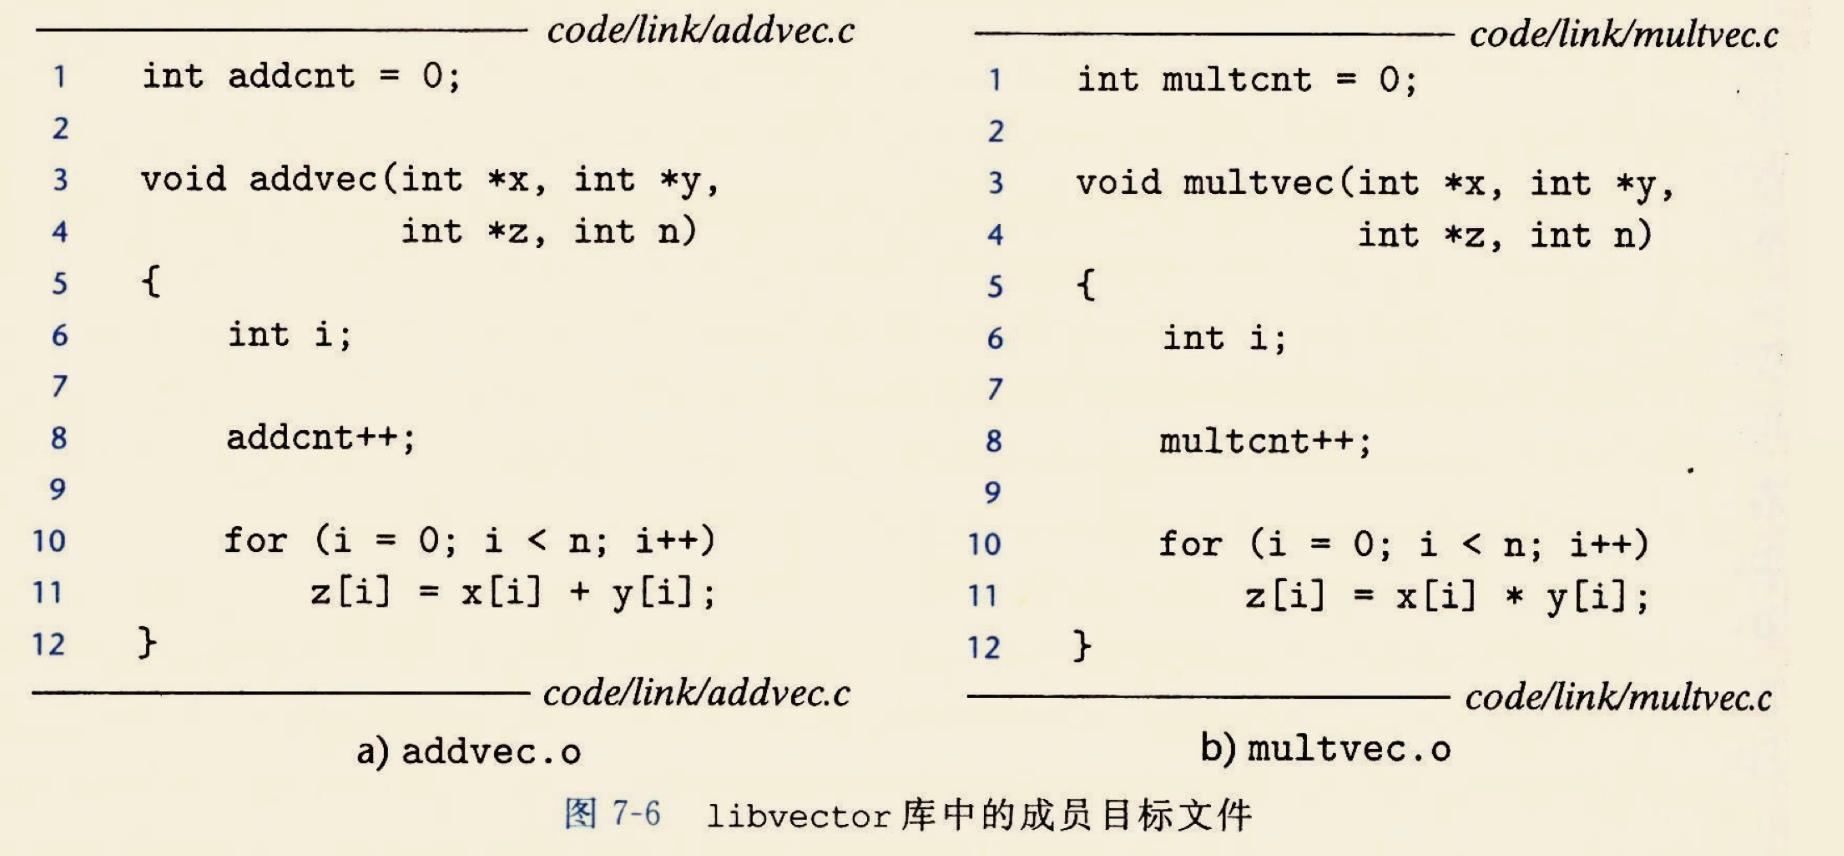 code/link/addvec.c
1 int addcnt = 0;
2
3 void addvec(int *x, int *y,
4 int *z, int n)
5 {
6 int i;
7
8 addcnt++;
9
10 for (i = 0; i < n; i++)
11 z[i] = x[i] + y[i];
12 }
code/link/addvec.c
a) addvec.o
code/link/multvec.c
1 int multcnt = 0;
2
3 void multvec(int *x, int *y,
4 int *z, int n)
5 {
6 int i;
7
8 multcnt++;
9
10 for (i = 0; i < n; i++)
11 z[i] = x[i] * y[i];
12 }
code/link/multvec.c
b) multvec.o
图 7-6 libvector 库中的成员目标文件